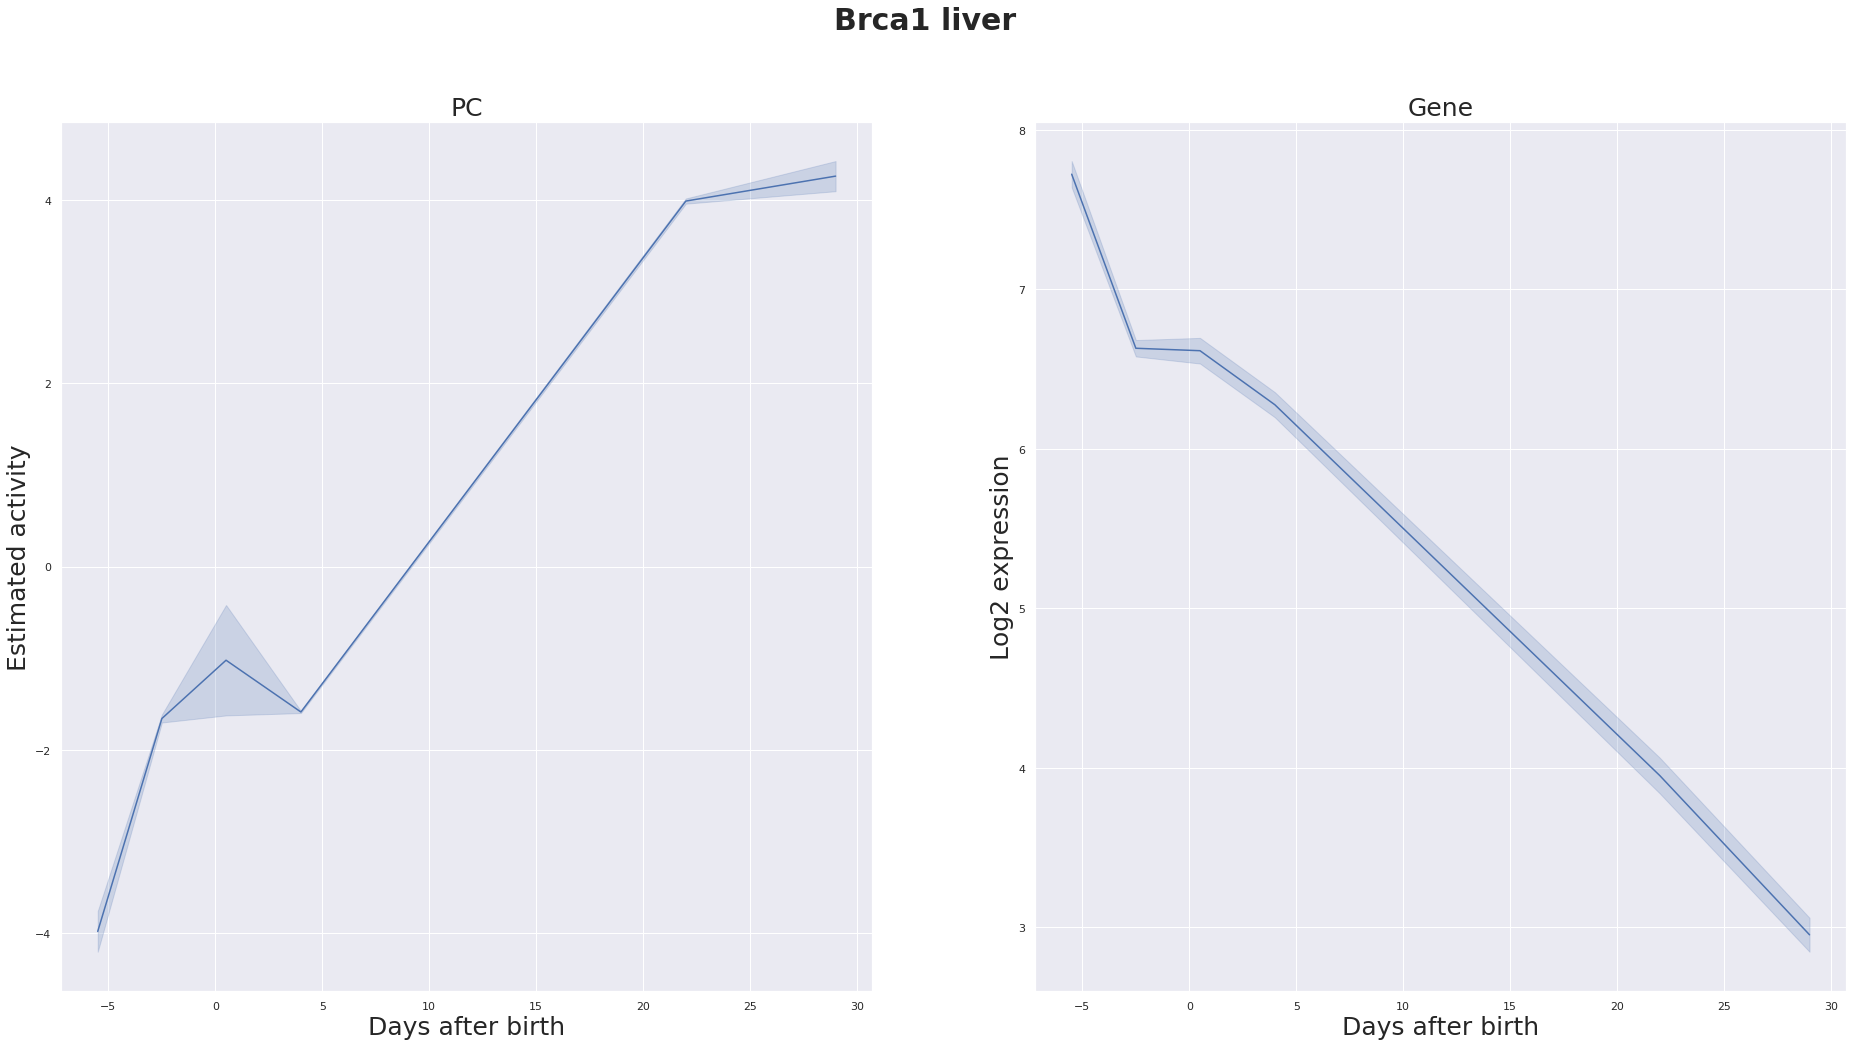 Brca1 liver
PC
Estimated activity
4
2
0
−2
−4
−5 0 5 10 15 20 25 30
Days after birth
Gene
Log2 expression
8
7
6
5
4
3
−5 0 5 10 15 20 25 30
Days after birth